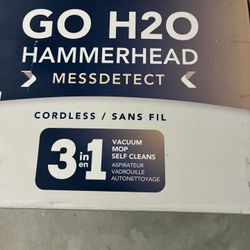 GO H2O
HAMMERHEAD
MESSDETECT
CORDLESS / SANS FIL
3 in en 1
VACUUM
MOP
SELF CLEANS
ASPIRATEUR
VADROUILLE
AUTONETTOYAGE